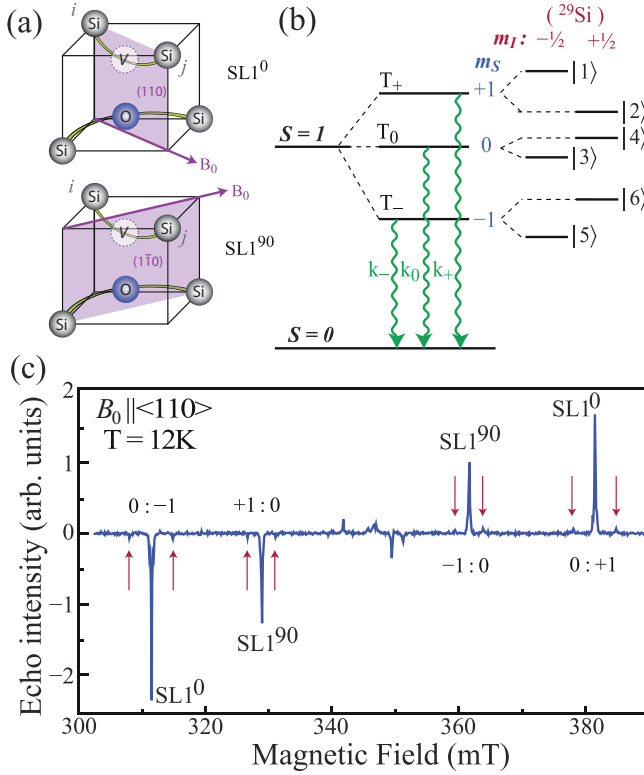 (a)
i
Si
V
j
Si
SL1⁰
(110)
Si
O
Si
B₀
i
Si
B₀
V
Si
j
SL1⁹⁰
(11̄0)
O
Si
Si
(b)
(²⁹Si)
m_I: −½ +½
m_S
T₊ +1 |1⟩
|2⟩
S = 1 T₀ 0 |4⟩
|3⟩
T₋ −1 |6⟩
|5⟩
k₋ k₀ k₊
S = 0
(c)
B₀ || <110>
T = 12K
SL1⁰
SL1⁹⁰
0 : −1 +1 : 0
−1 : 0 0 : +1
SL1⁹⁰
SL1⁰
2
1
0
−1
−2
Echo intensity (arb. units)
300 320 340 360 380
Magnetic Field (mT)